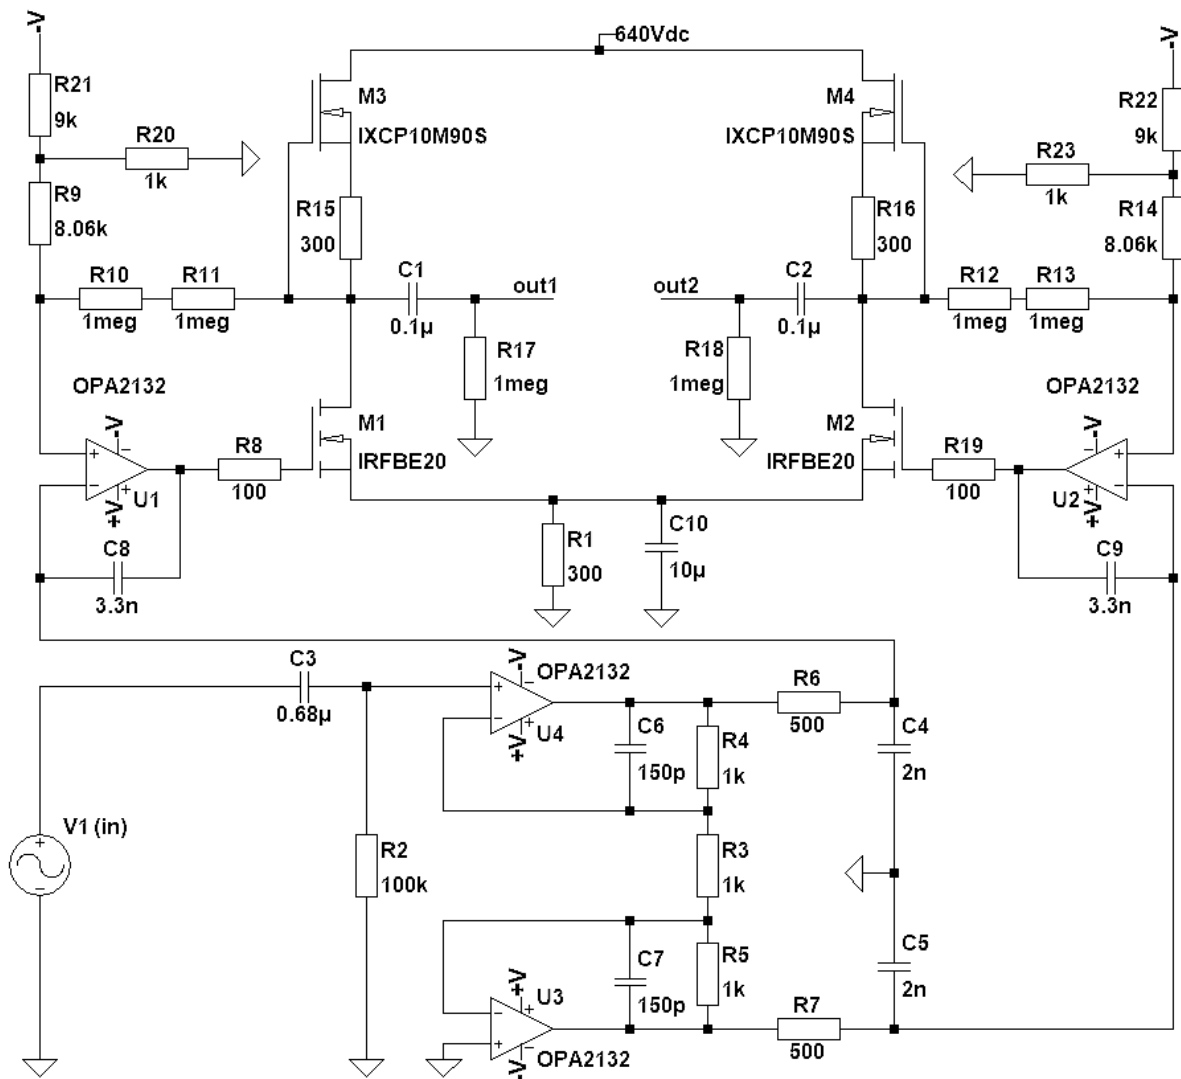 -V
640Vdc
-V
R21
9k
M3
M4
R22
9k
R20
1k
IXCP10M90S
IXCP10M90S
R23
1k
R9
8.06k
R15
300
R16
300
R14
8.06k
R10
1meg
R11
1meg
C1
0.1µ
out1
out2
C2
0.1µ
R12
1meg
R13
1meg
R17
1meg
R18
1meg
OPA2132
OPA2132
-V
+
−
−
+
+V
U1
R8
100
M1
IRFBE20
M2
IRFBE20
R19
100
-V
−
+
−
+
+V
U2
C8
3.3n
R1
300
C10
10µ
C9
3.3n
C3
0.68µ
-V
OPA2132
+
−
−
+
+V
U4
C6
150p
R4
1k
R6
500
C4
2n
V1 (in)
+
−
R2
100k
R3
1k
+V
U3
−
+
+
−
-V
OPA2132
C7
150p
R5
1k
R7
500
C5
2n